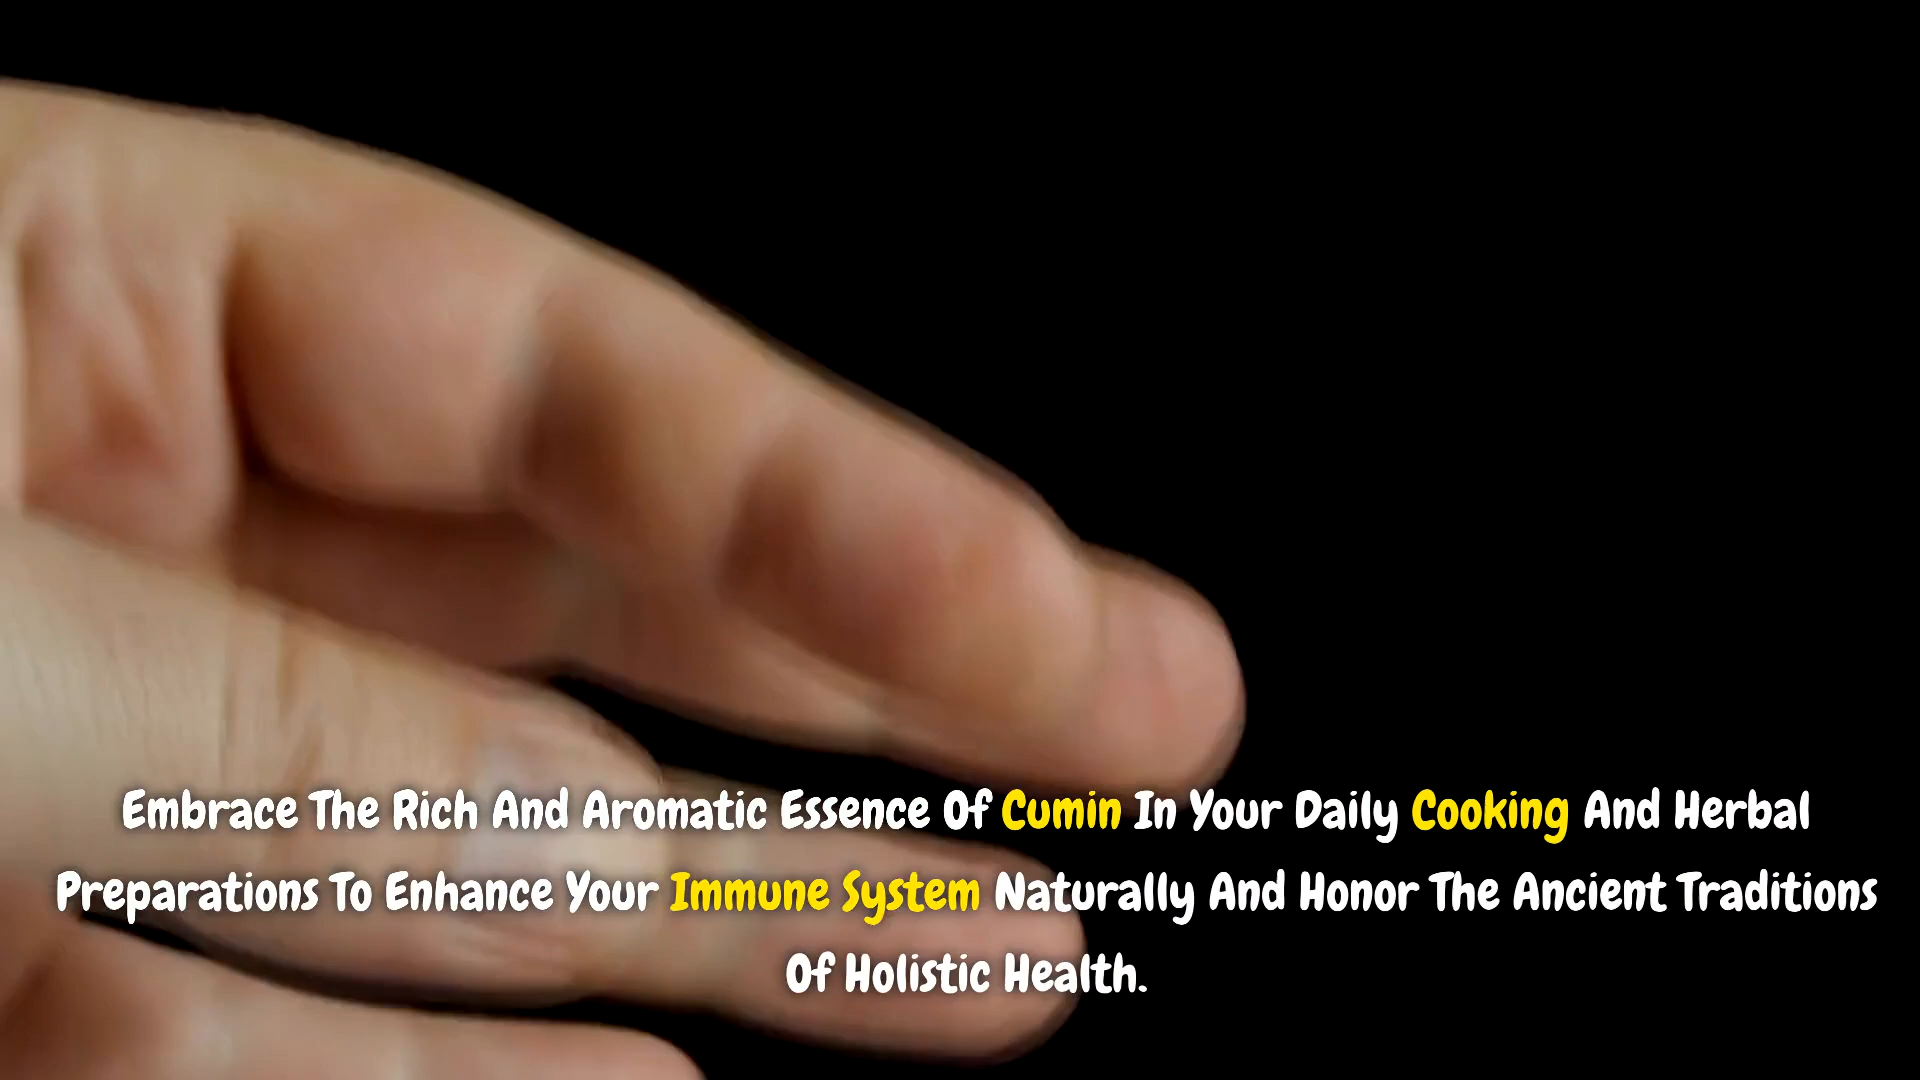 Embrace The Rich And Aromatic Essence Of Cumin In Your Daily Cooking And Herbal
Preparations To Enhance Your Immune System Naturally And Honor The Ancient Traditions
Of Holistic Health.